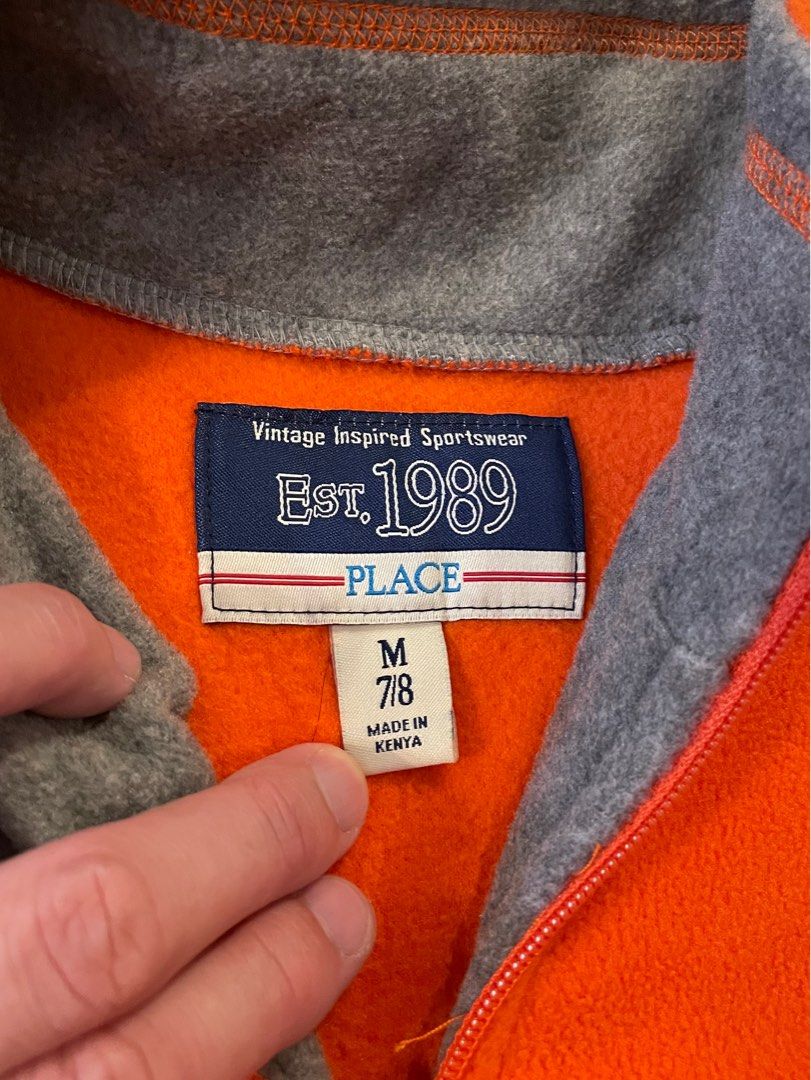 Vintage Inspired Sportswear
EST. 1989
PLACE
M
7/8
MADE IN
KENYA